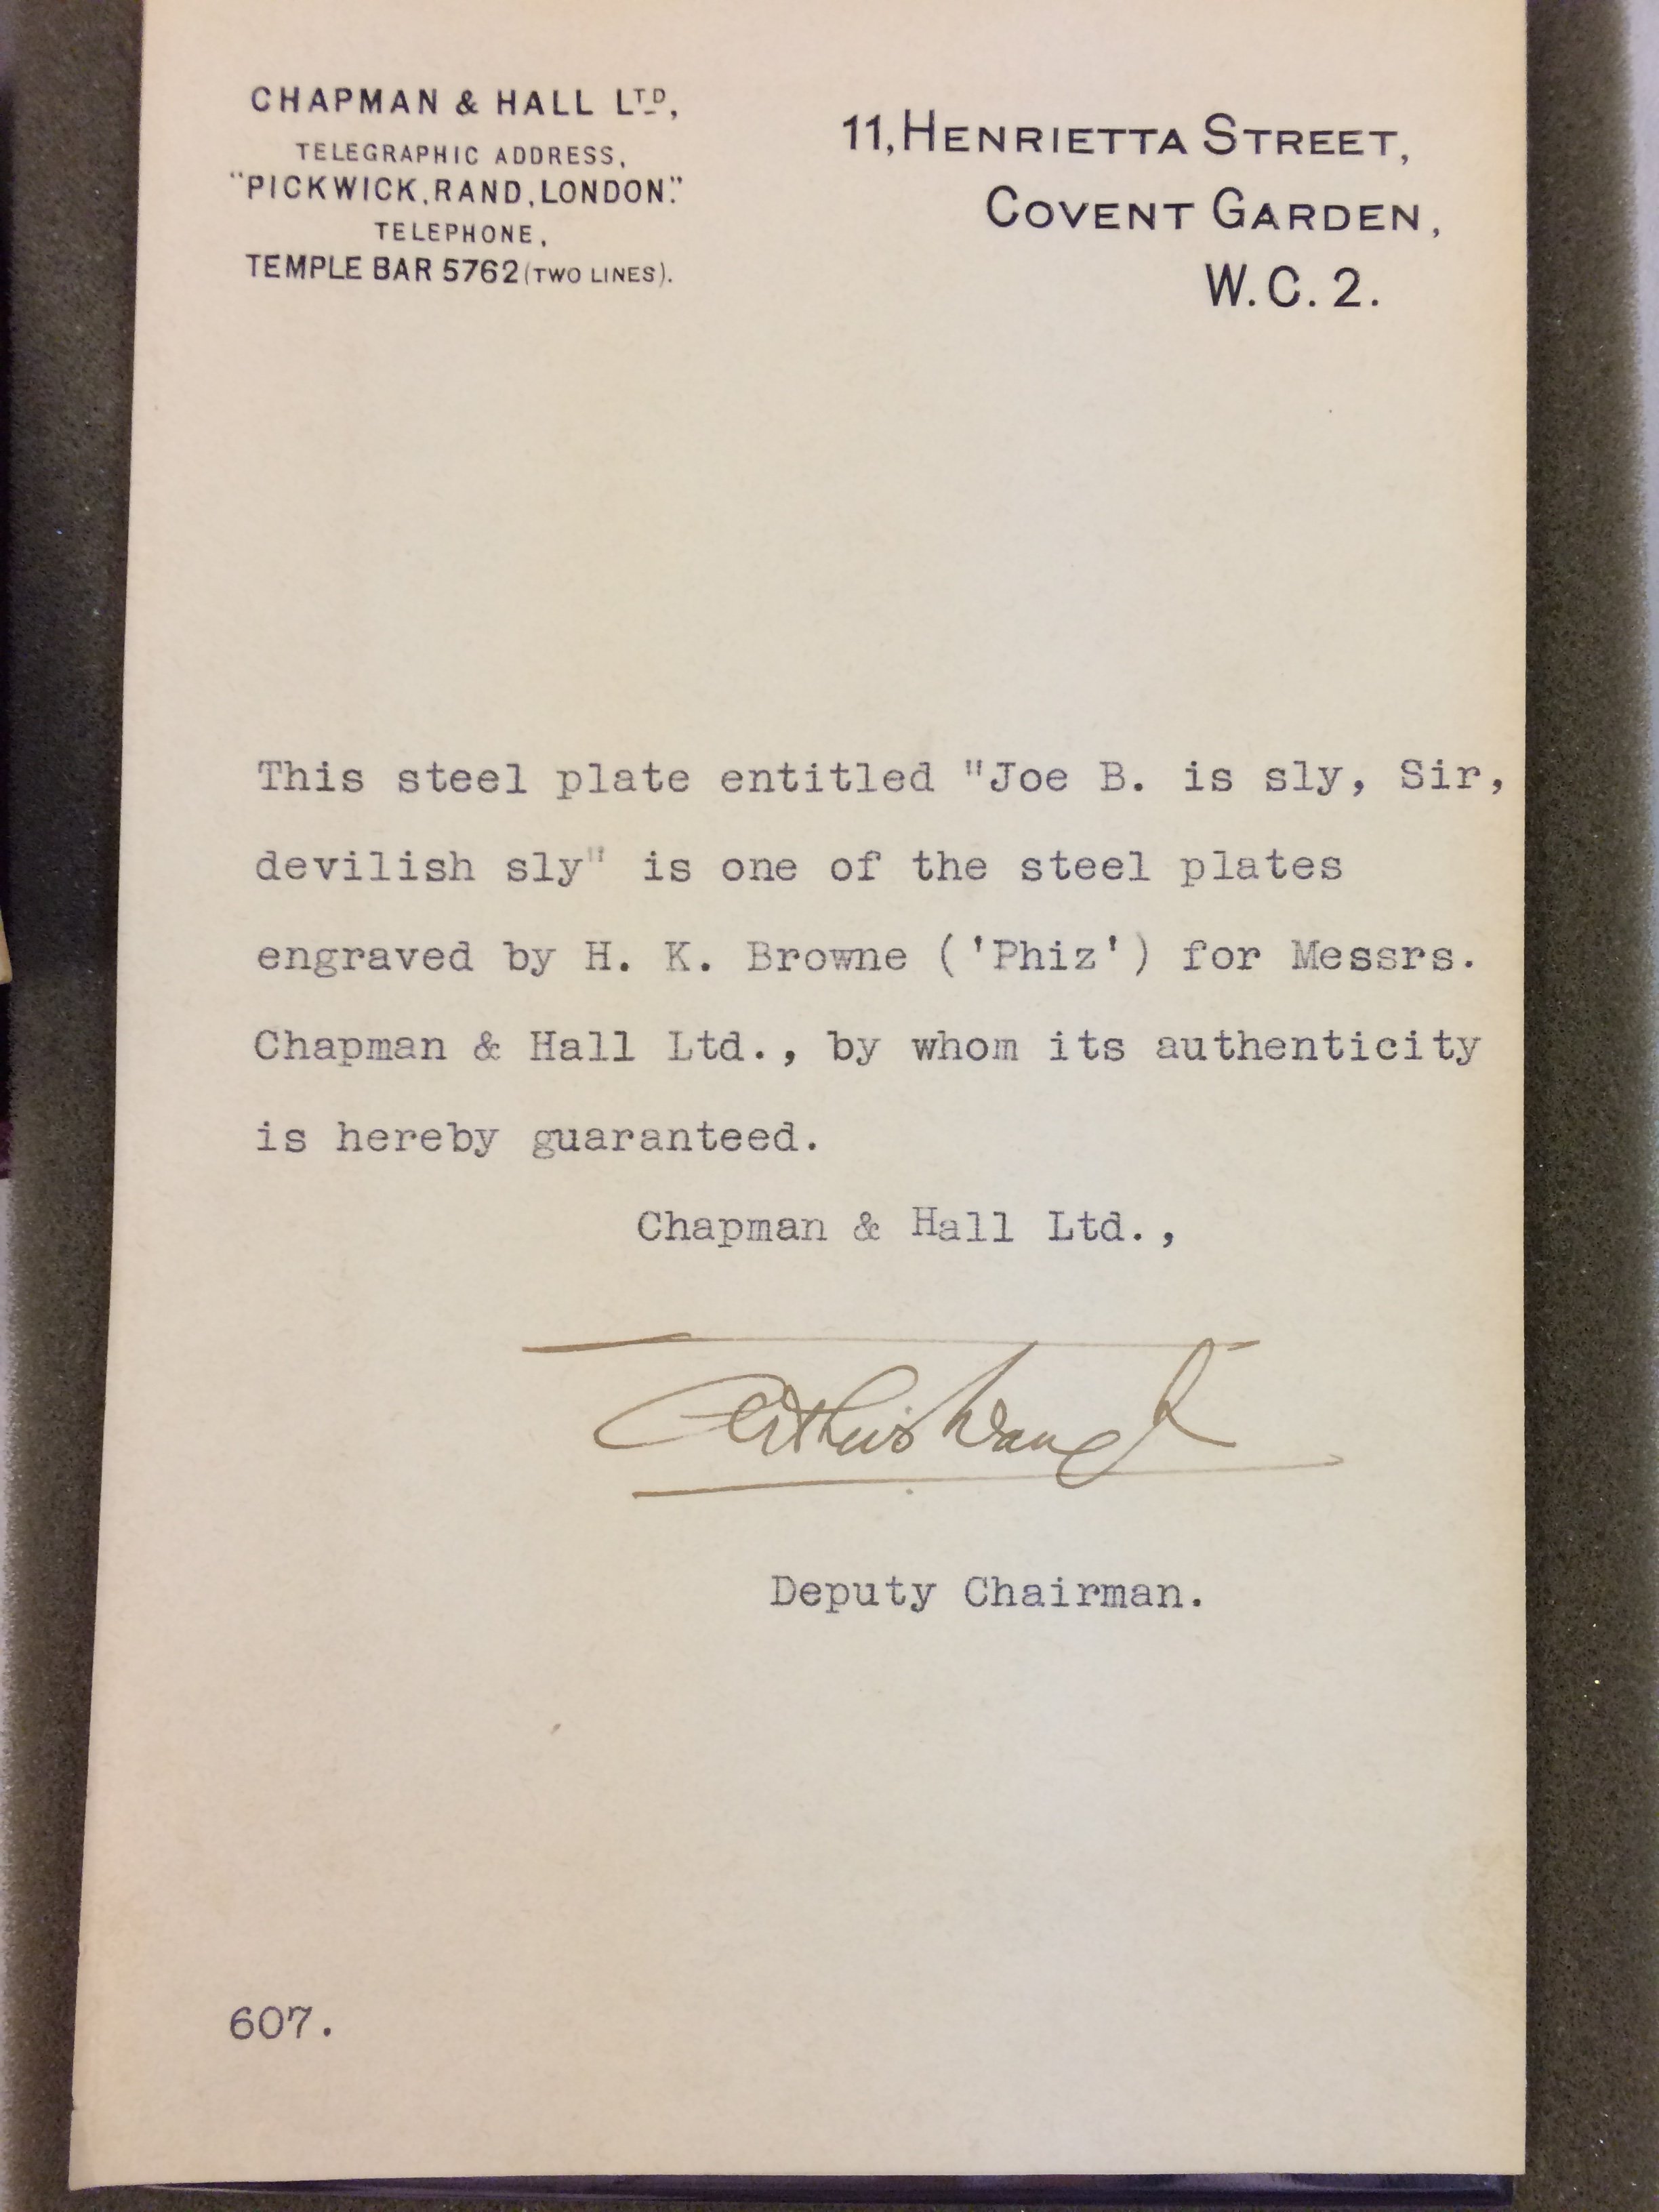 CHAPMAN & HALL LTD,
TELEGRAPHIC ADDRESS,
"PICKWICK, RAND, LONDON."
TELEPHONE,
TEMPLE BAR 5762 (TWO LINES).
11, HENRIETTA STREET,
COVENT GARDEN,
W.C. 2.
This steel plate entitled "Joe B. is sly, Sir,
devilish sly" is one of the steel plates
engraved by H. K. Browne ('Phiz') for Messrs.
Chapman & Hall Ltd., by whom its authenticity
is hereby guaranteed.
Chapman & Hall Ltd.,
Arthur Waugh
Deputy Chairman.
607.